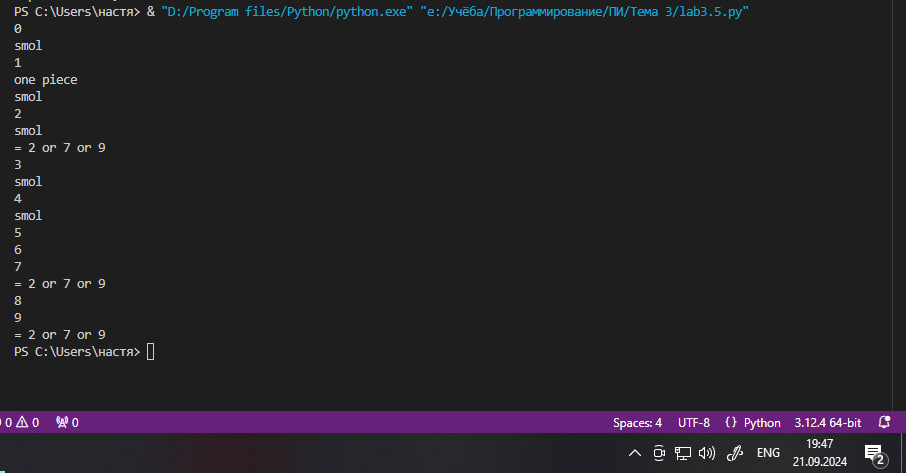 PS C:\Users\настя> & "D:/Program files/Python/python.exe" "e:/Учёба/Программирование/ПИ/Тема 3/lab3.5.py"
0
smol
1
one piece
smol
2
smol
= 2 or 7 or 9
3
smol
4
smol
5
6
7
= 2 or 7 or 9
8
9
= 2 or 7 or 9
PS C:\Users\настя>
0 0 0 Spaces: 4 UTF-8 {} Python 3.12.4 64-bit
19:47
ENG
21.09.2024
2